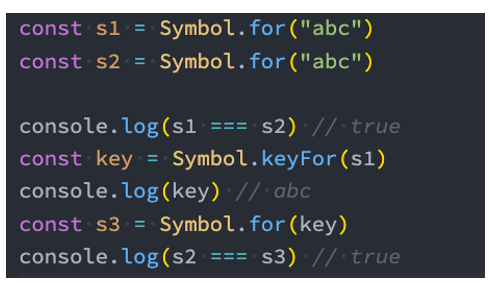 const s1 = Symbol.for("abc")
const s2 = Symbol.for("abc")
console.log(s1 === s2) // true
const key = Symbol.keyFor(s1)
console.log(key) // abc
const s3 = Symbol.for(key)
console.log(s2 === s3) // true